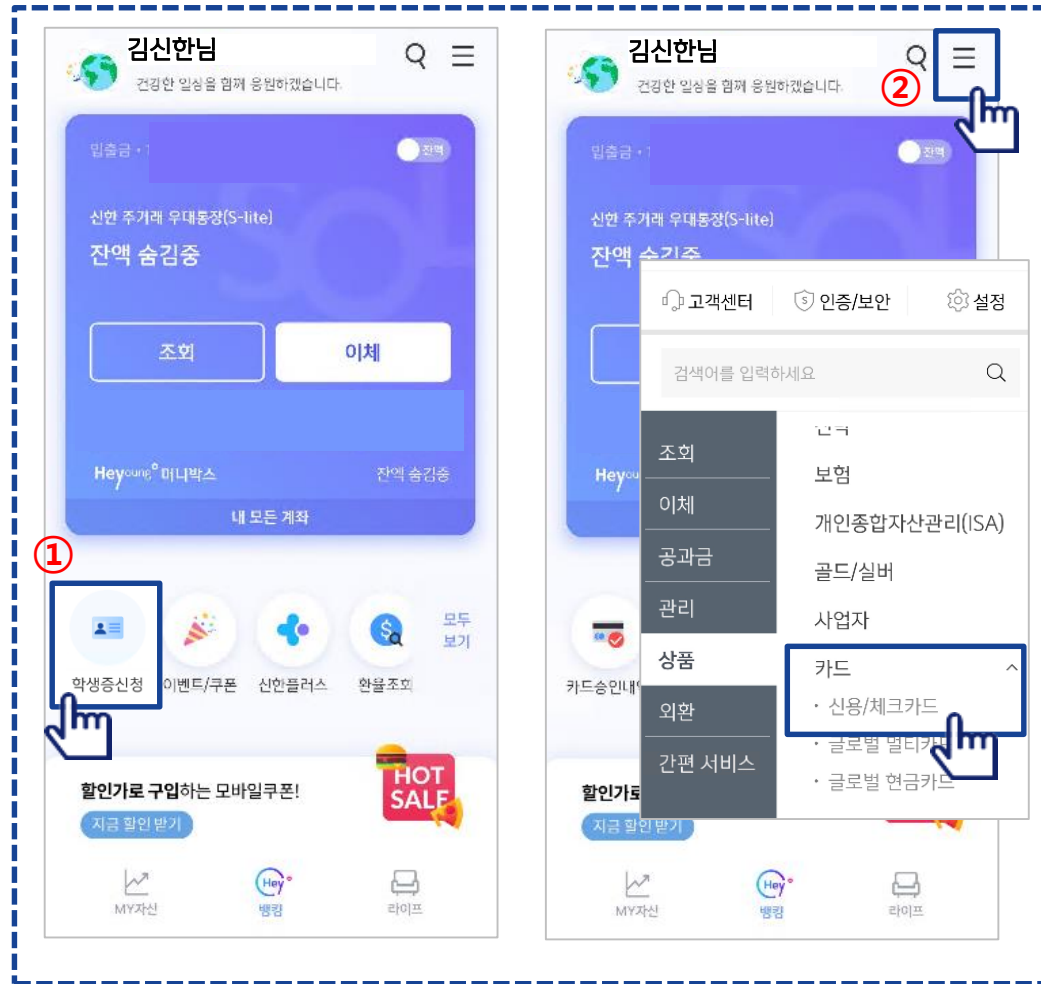 김신한님
건강한 일상을 함께 응원하겠습니다.
입출금 · 1
잔액
신한 주거래 우대통장(S-lite)
잔액 숨김중
조회
이체
Heyoung 머니박스
잔액 숨김중
내 모든 계좌
①
학생증신청
이벤트/쿠폰
신한플러스
환율조회
모두
보기
할인가로 구입하는 모바일쿠폰!
지금 할인 받기
HOT
SALE
MY자산
Hey
뱅킹
라이프
김신한님
건강한 일상을 함께 응원하겠습니다.
②
입출금 · 1
잔액
신한 주거래 우대통장(S-lite)
잔액 숨김중
고객센터
인증/보안
설정
검색어를 입력하세요
조회
이체
공과금
관리
상품
외환
간편 서비스
보험
개인종합자산관리(ISA)
골드/실버
사업자
카드
· 신용/체크카드
· 글로벌 멀티카드
· 글로벌 현금카드
Heyou
카드승인내
할인가로
지금 할인 받기
MY자산
Hey
뱅킹
라이프